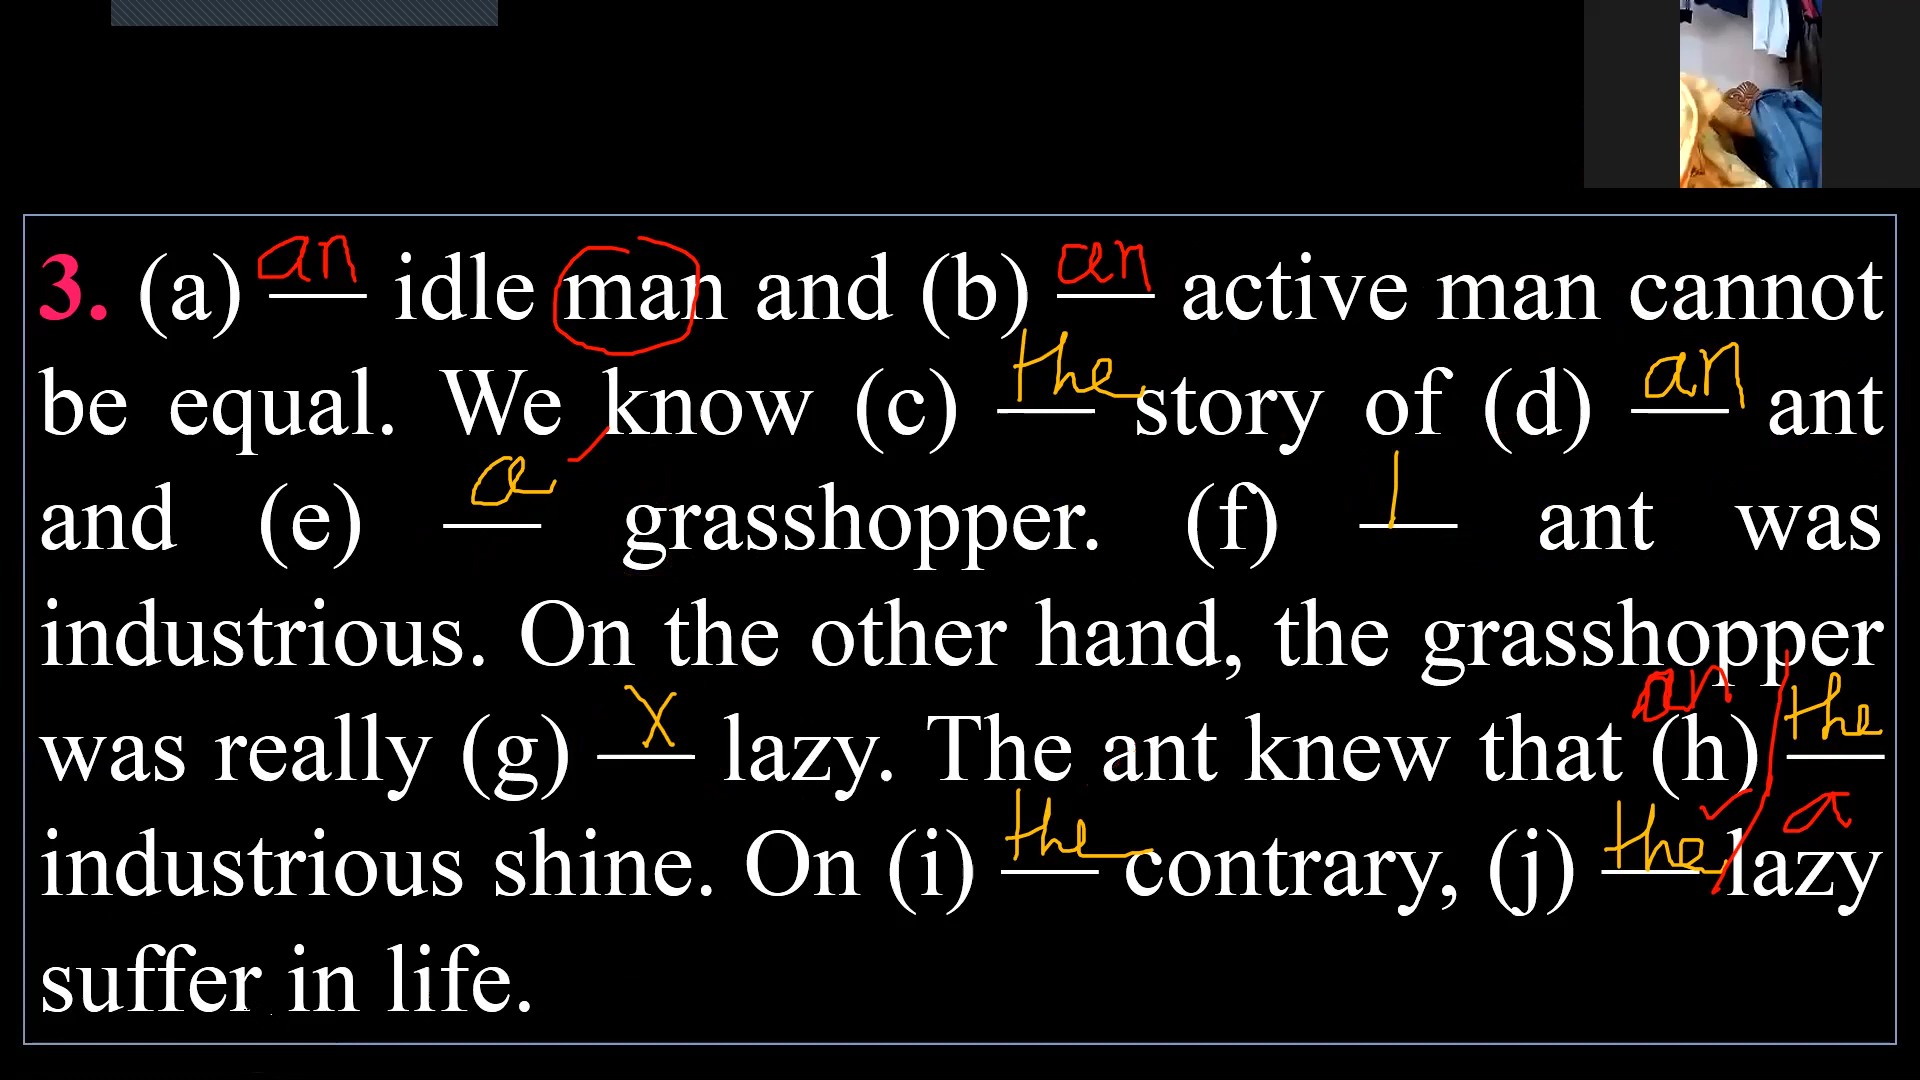 3. (a) an idle man and (b) an active man cannot
be equal. We know (c) the story of (d) an ant
and (e) a grasshopper. (f) ant was
industrious. On the other hand, the grasshopper
an
was really (g) x lazy. The ant knew that (h) the
a
industrious shine. On (i) the contrary, (j) the lazy
suffer in life.